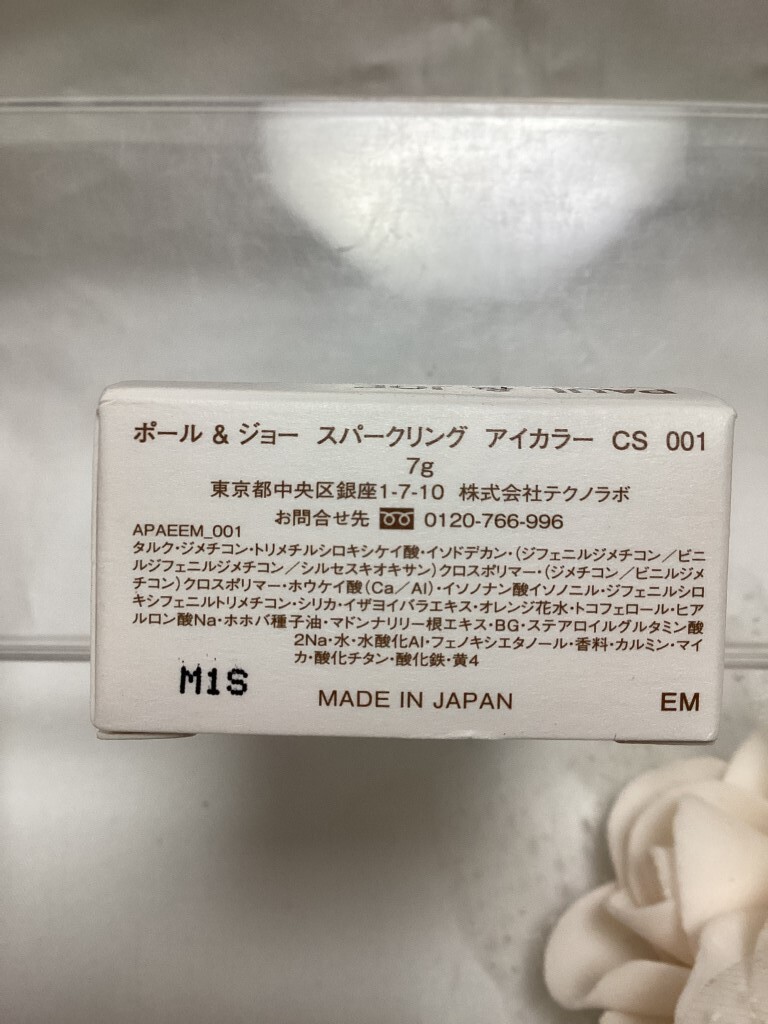 PAUL & JOE
ポール & ジョー スパークリング アイカラー CS 001
7g
東京都中央区銀座1-7-10 株式会社テクノラボ
お問合せ先 0120-766-996
APAEEM_001
タルク・ジメチコン・トリメチルシロキシケイ酸・イソドデカン・(ジフェニルジメチコン/ビニ
ルジフェニルジメチコン/シルセスキオキサン)クロスポリマー・(ジメチコン/ビニルジメ
チコン)クロスポリマー・ホウケイ酸(Ca/Al)・イソノナン酸イソノニル・ジフェニルシロ
キシフェニルトリメチコン・シリカ・イザヨイバラエキス・オレンジ花水・トコフェロール・ヒア
ルロン酸Na・ホホバ種子油・マドンナリリー根エキス・BG・ステアロイルグルタミン酸
2Na・水・水酸化Al・フェノキシエタノール・香料・カルミン・マイ
カ・酸化チタン・酸化鉄・黄4
M1S
MADE IN JAPAN
EM